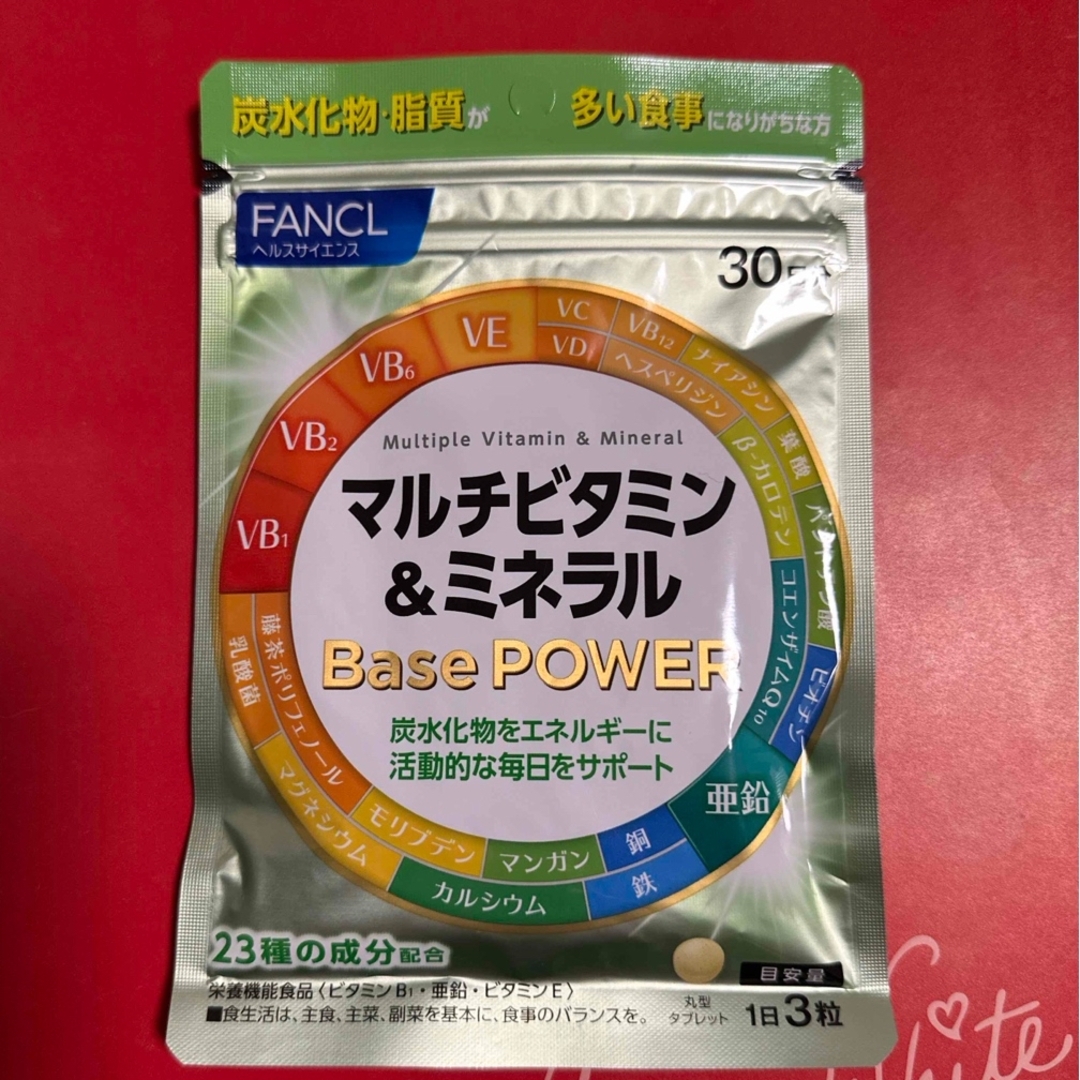 炭水化物・脂質が 多い食事になりがちな方
FANCL
ヘルスサイエンス
30日分
VB1
VB2
VB6
VE
VC
VD
VB12
ヘスペリジン
ナイアシン
β-カロテン
葉酸
パントテン酸
コエンザイムQ10
ビオチン
亜鉛
銅
鉄
マンガン
カルシウム
モリブデン
マグネシウム
藤茶ポリフェノール
乳酸菌
Multiple Vitamin & Mineral
マルチビタミン
&ミネラル
Base POWER
炭水化物をエネルギーに
活動的な毎日をサポート
23種の成分配合
栄養機能食品〈ビタミンB1・亜鉛・ビタミンE〉
■食生活は、主食、主菜、副菜を基本に、食事のバランスを。
丸型
タブレット
目安量
1日3粒